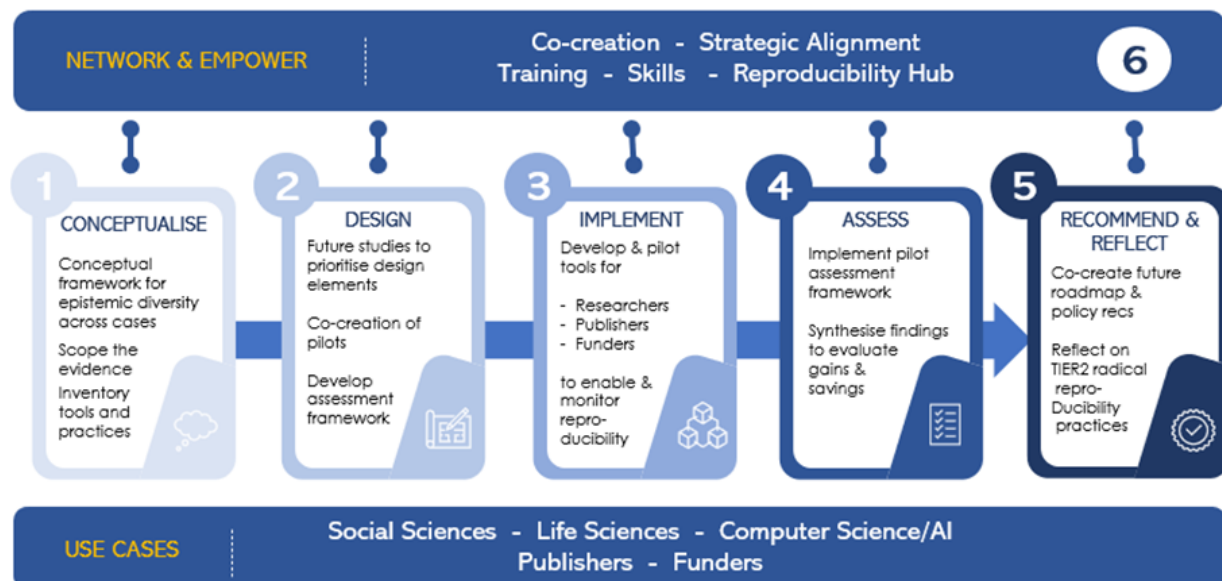 NETWORK & EMPOWER
Co-creation - Strategic Alignment
Training - Skills - Reproducibility Hub
6
1
CONCEPTUALISE
Conceptual
framework for
epistemic diversity
across cases
Scope the
evidence
Inventory
tools and
practices
2
DESIGN
Future studies to
prioritise design
elements
Co-creation of
pilots
Develop
assessment
framework
3
IMPLEMENT
Develop & pilot
tools for
- Researchers
- Publishers
- Funders
to enable &
monitor
repro-
ducibility
4
ASSESS
Implement pilot
assessment
framework
Synthesise findings
to evaluate
gains &
savings
5
RECOMMEND &
REFLECT
Co-create future
roadmap &
policy recs
Reflect on
TIER2 radical
repro-
Ducibility
practices
USE CASES
Social Sciences - Life Sciences - Computer Science/AI
Publishers - Funders